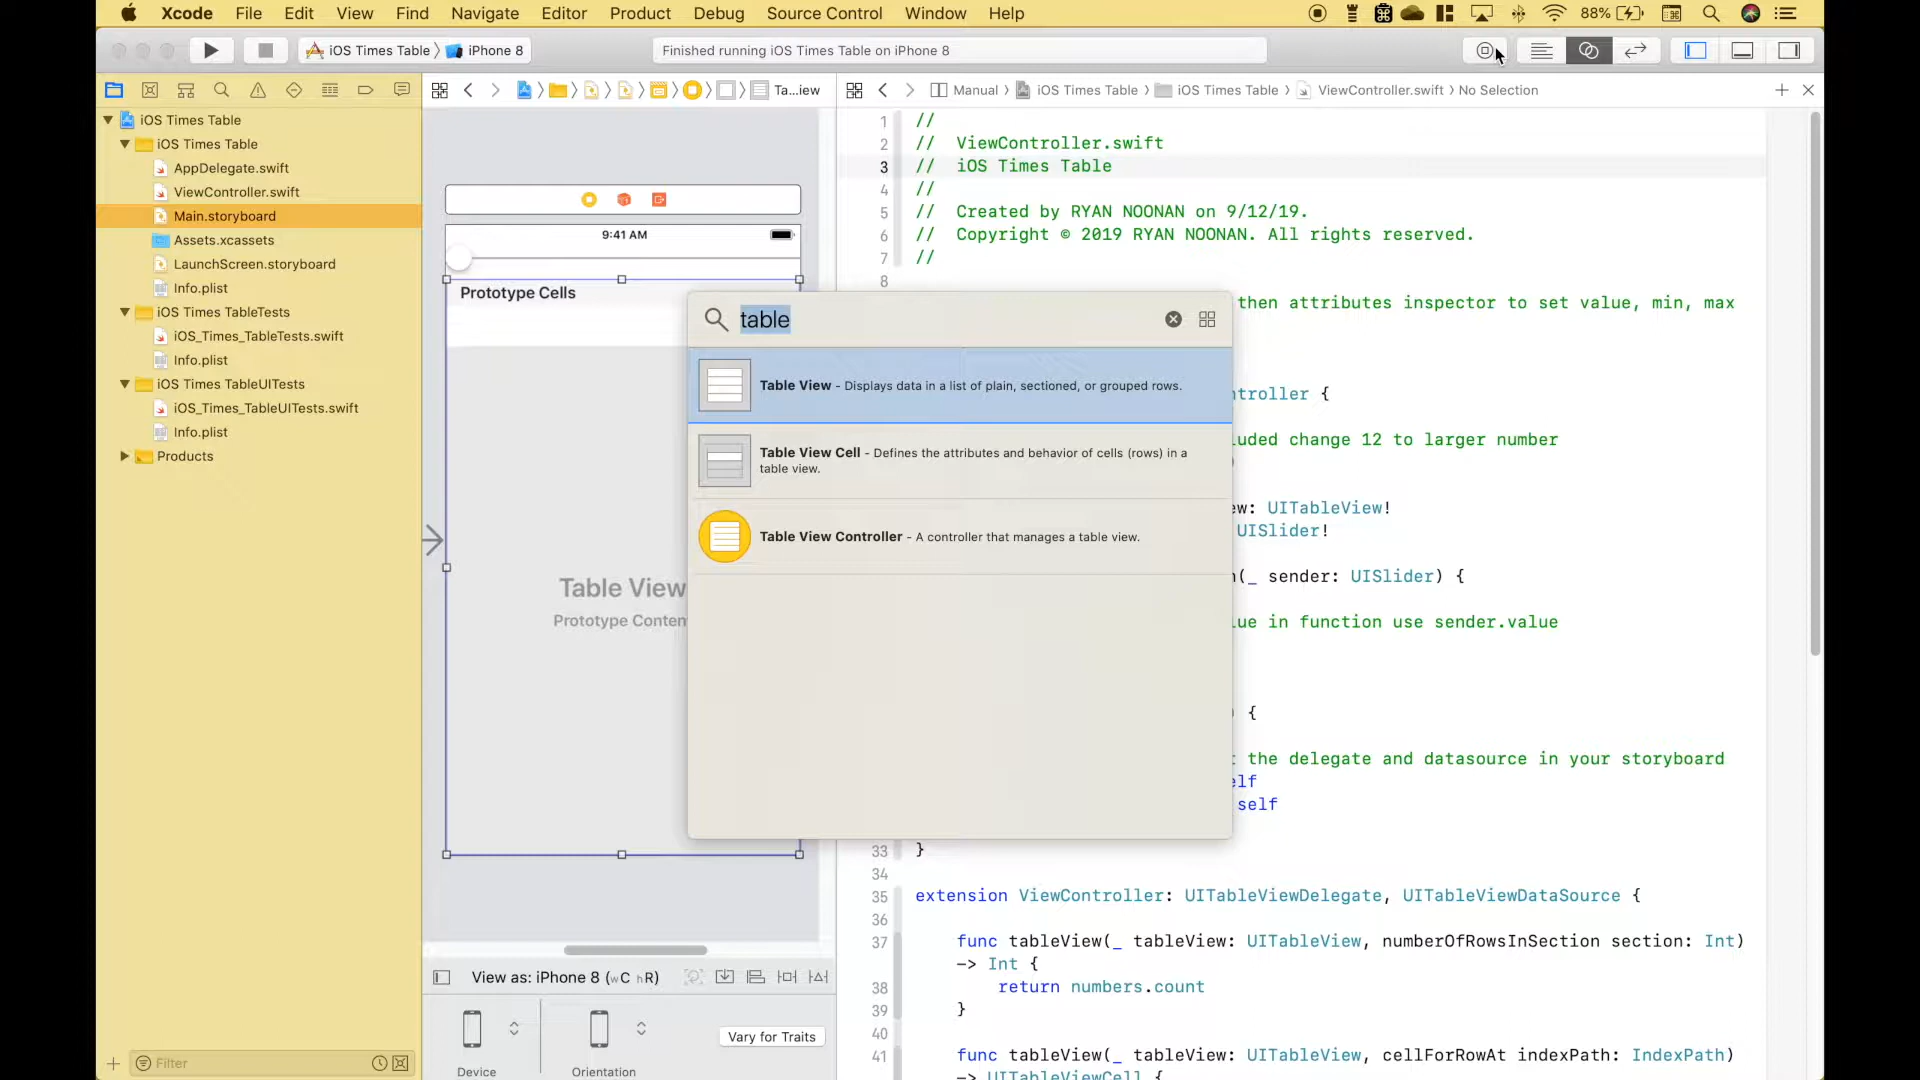 Xcode File Edit View Find Navigate Editor Product Debug Source Control Window Help 88%
iOS Times Table iPhone 8
Finished running iOS Times Table on iPhone 8
Ta...iew
Manual iOS Times Table iOS Times Table ViewController.swift No Selection
iOS Times Table
iOS Times Table
AppDelegate.swift
ViewController.swift
Main.storyboard
Assets.xcassets
LaunchScreen.storyboard
Info.plist
iOS Times TableTests
iOS_Times_TableTests.swift
Info.plist
iOS Times TableUITests
iOS_Times_TableUITests.swift
Info.plist
Products
Filter
9:41 AM
Prototype Cells
Table View
Prototype Conten
View as: iPhone 8 (wC hR)
Vary for Traits
Device
Orientation
table
Table View - Displays data in a list of plain, sectioned, or grouped rows.
Table View Cell - Defines the attributes and behavior of cells (rows) in a
table view.
Table View Controller - A controller that manages a table view.
1 //
2 // ViewController.swift
3 // iOS Times Table
4 //
5 // Created by RYAN NOONAN on 9/12/19.
6 // Copyright © 2019 RYAN NOONAN. All rights reserved.
7 //
8
then attributes inspector to set value, min, max
ntroller {
luded change 12 to larger number
)
ew: UITableView!
UISlider!
n(_ sender: UISlider) {
lue in function use sender.value
) {
t the delegate and datasource in your storyboard
elf
self
33 }
34
35 extension ViewController: UITableViewDelegate, UITableViewDataSource {
36
37 func tableView(_ tableView: UITableView, numberOfRowsInSection section: Int)
-> Int {
38 return numbers.count
39 }
40
41 func tableView(_ tableView: UITableView, cellForRowAt indexPath: IndexPath)
-> UITableViewCell {